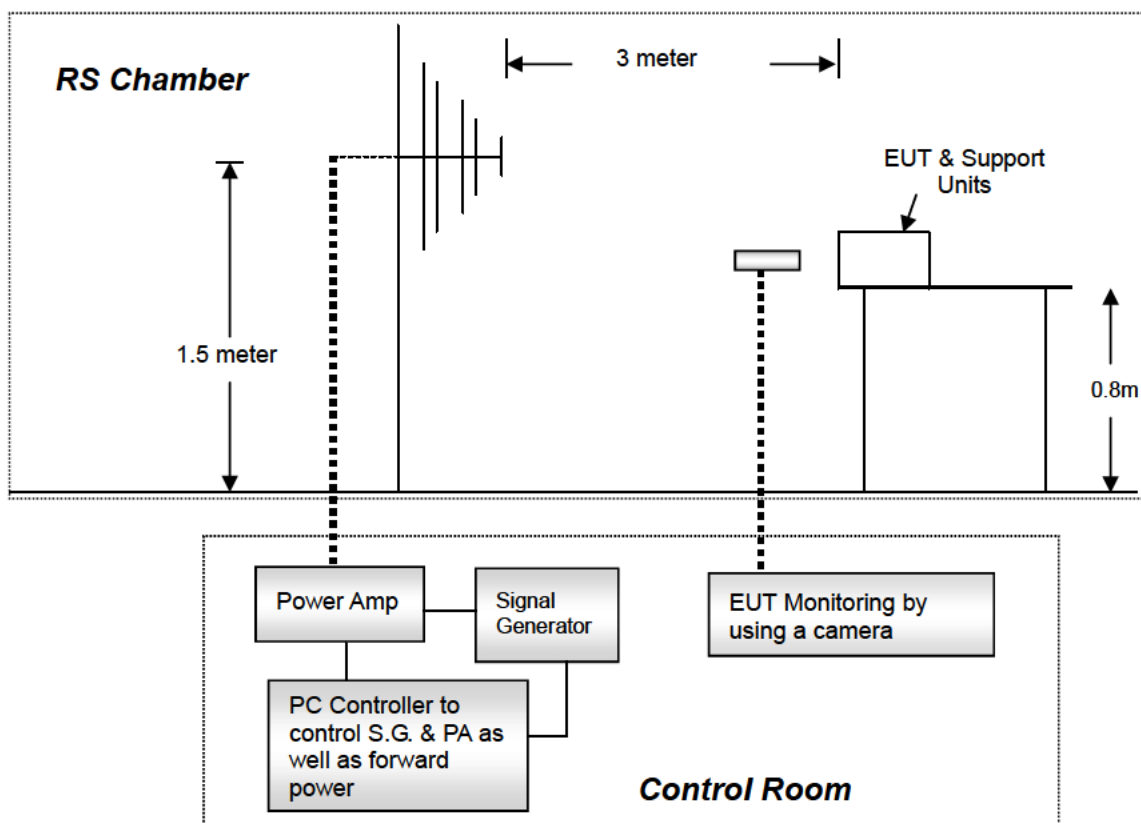 RS Chamber
3 meter
EUT & Support
Units
1.5 meter
0.8m
Power Amp
Signal
Generator
EUT Monitoring by
using a camera
PC Controller to
control S.G. & PA as
well as forward
power
Control Room